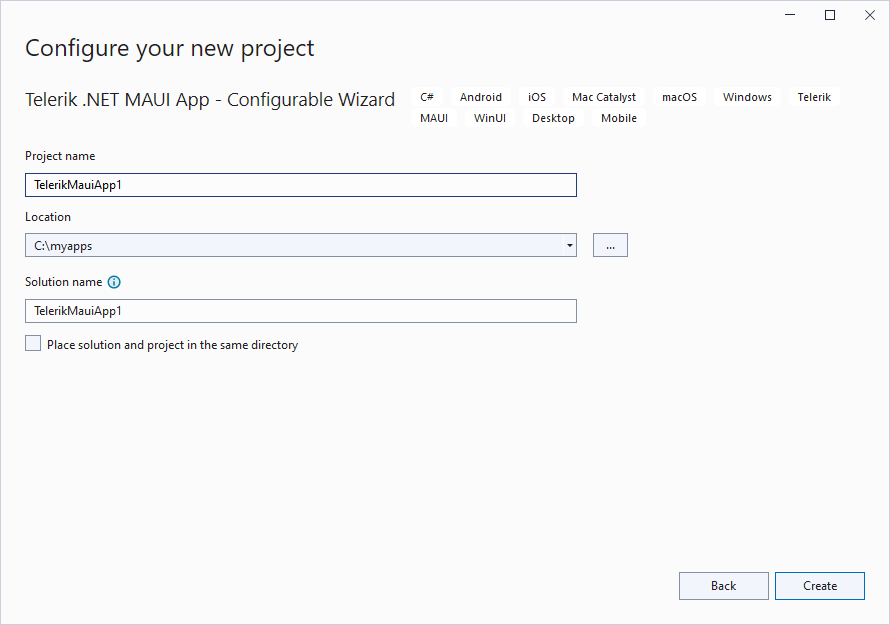 Configure your new project
Telerik .NET MAUI App - Configurable Wizard C# Android iOS Mac Catalyst macOS Windows Telerik
MAUI WinUI Desktop Mobile
Project name
TelerikMauiApp1
Location
C:\myapps
...
Solution name
TelerikMauiApp1
Place solution and project in the same directory
Back Create